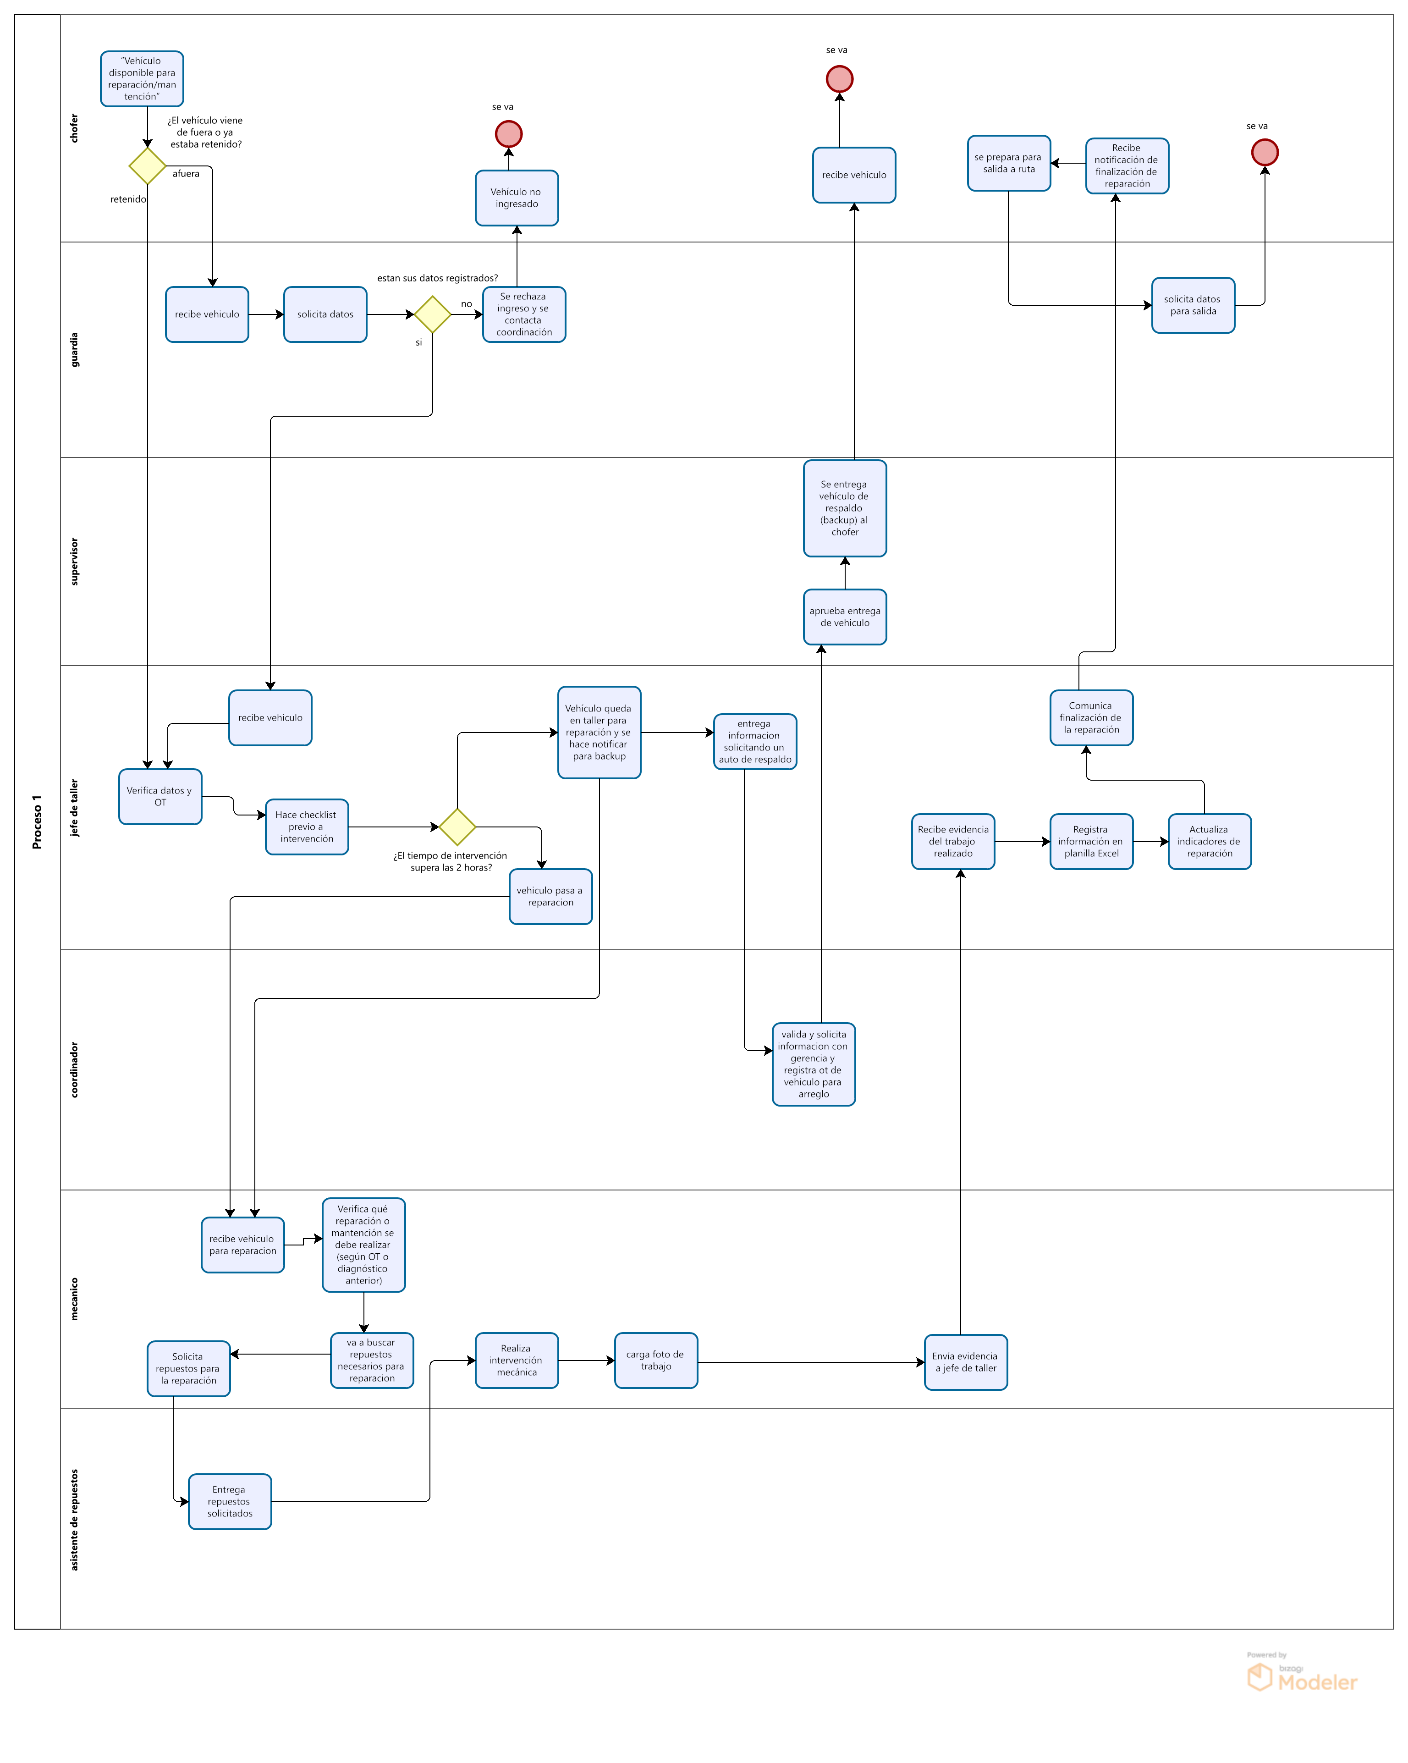 Proceso 1
chofer
"Vehiculo
disponible para
reparación/man
tención"
¿El vehículo viene
de fuera o ya
estaba retenido?
afuera
retenido
se va
Vehiculo no
ingresado
se va
recibe vehiculo
se prepara para
salida a ruta
Recibe
notificación de
finalización de
reparación
se va
guardia
recibe vehiculo
solicita datos
estan sus datos registrados?
no
si
Se rechaza
ingreso y se
contacta
coordinación
solicita datos
para salida
supervisor
Se entrega
vehículo de
respaldo
(backup) al
chofer
aprueba entrega
de vehiculo
jefe de taller
recibe vehiculo
Verifica datos y
OT
Hace checklist
previo a
intervención
¿El tiempo de intervención
supera las 2 horas?
Vehículo queda
en taller para
reparación y se
hace notificar
para backup
vehiculo pasa a
reparacion
entrega
informacion
solicitando un
auto de respaldo
Recibe evidencia
del trabajo
realizado
Registra
información en
planilla Excel
Actualiza
indicadores de
reparación
Comunica
finalización de
la reparación
coordinador
valida y solicita
informacion con
gerencia y
registra ot de
vehiculo para
arreglo
mecanico
recibe vehiculo
para reparacion
Verifica qué
reparación o
mantención se
debe realizar
(según OT o
diagnóstico
anterior)
va a buscar
repuestos
necesarios para
reparacion
Solicita
repuestos para
la reparación
Realiza
intervención
mecánica
carga foto de
trabajo
Envía evidencia
a jefe de taller
asistente de repuestos
Entrega
repuestos
solicitados
Powered by
bizagi
Modeler